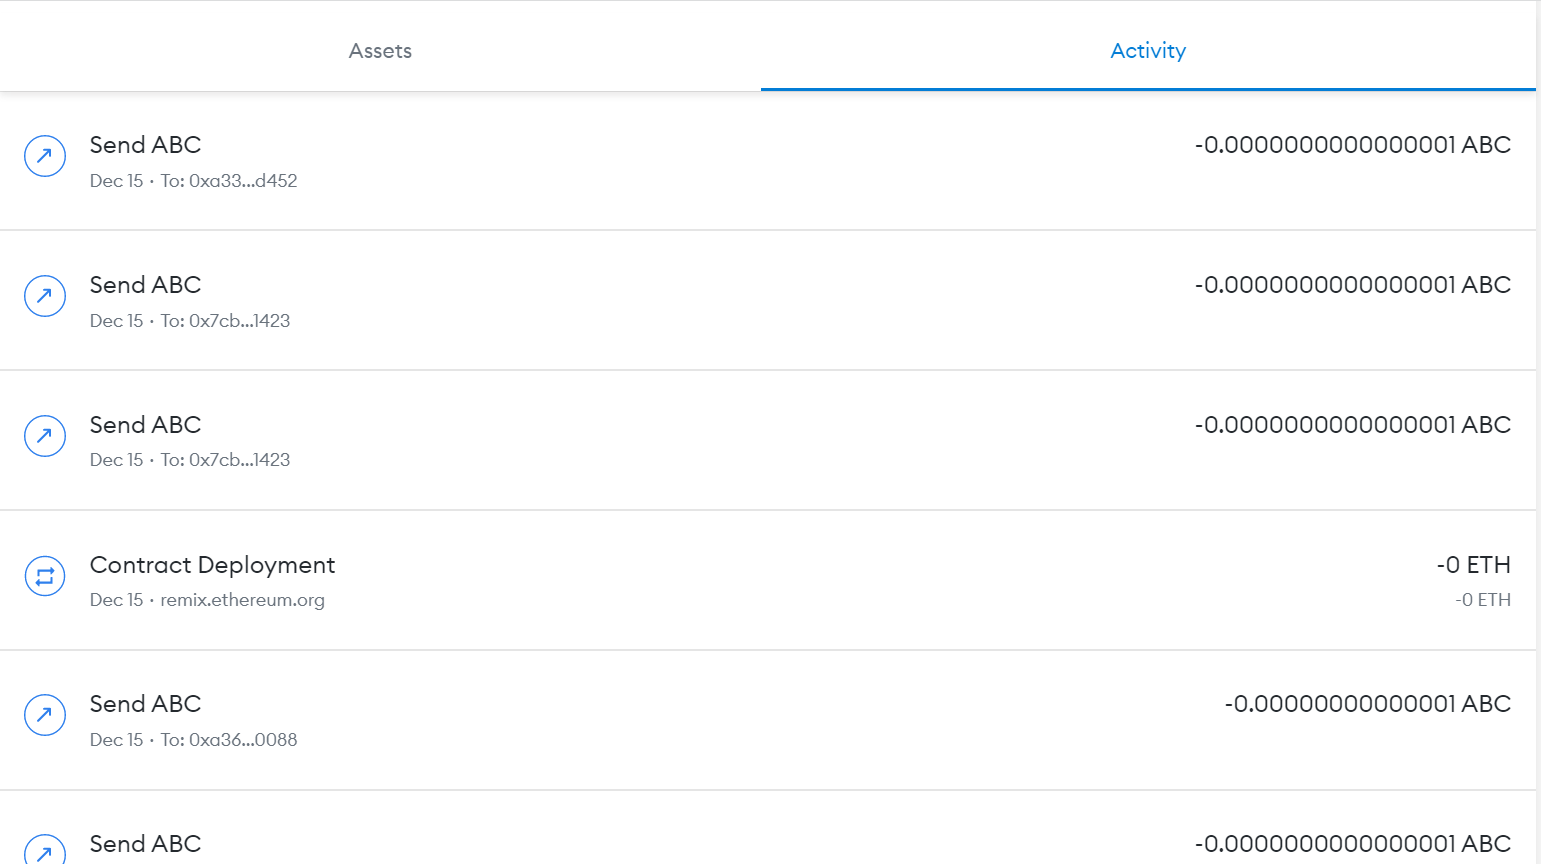 Assets
Activity
Send ABC
-0.0000000000000001 ABC
Dec 15 · To: 0xa33...d452
Send ABC
-0.0000000000000001 ABC
Dec 15 · To: 0x7cb...1423
Send ABC
-0.0000000000000001 ABC
Dec 15 · To: 0x7cb...1423
Contract Deployment
-0 ETH
Dec 15 · remix.ethereum.org
-0 ETH
Send ABC
-0.00000000000001 ABC
Dec 15 · To: 0xa36...0088
Send ABC
-0.0000000000000001 ABC